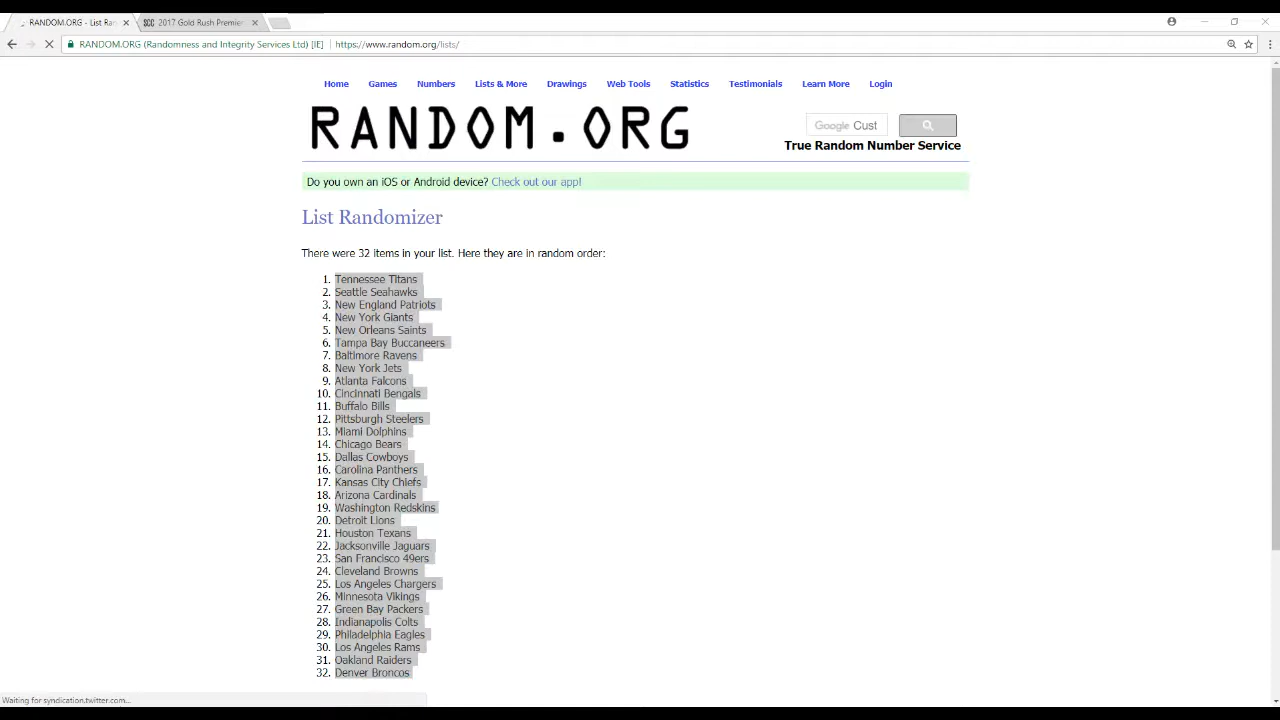 RANDOM.ORG - List Ran
SCC 2017 Gold Rush Premier
RANDOM.ORG (Randomness and Integrity Services Ltd) [IE] https://www.random.org/lists/
Home Games Numbers Lists & More Drawings Web Tools Statistics Testimonials Learn More Login
RANDOM.ORG
Google Cust
True Random Number Service
Do you own an iOS or Android device? Check out our app!
List Randomizer
There were 32 items in your list. Here they are in random order:
1. Tennessee Titans
2. Seattle Seahawks
3. New England Patriots
4. New York Giants
5. New Orleans Saints
6. Tampa Bay Buccaneers
7. Baltimore Ravens
8. New York Jets
9. Atlanta Falcons
10. Cincinnati Bengals
11. Buffalo Bills
12. Pittsburgh Steelers
13. Miami Dolphins
14. Chicago Bears
15. Dallas Cowboys
16. Carolina Panthers
17. Kansas City Chiefs
18. Arizona Cardinals
19. Washington Redskins
20. Detroit Lions
21. Houston Texans
22. Jacksonville Jaguars
23. San Francisco 49ers
24. Cleveland Browns
25. Los Angeles Chargers
26. Minnesota Vikings
27. Green Bay Packers
28. Indianapolis Colts
29. Philadelphia Eagles
30. Los Angeles Rams
31. Oakland Raiders
32. Denver Broncos
Waiting for syndication.twitter.com...